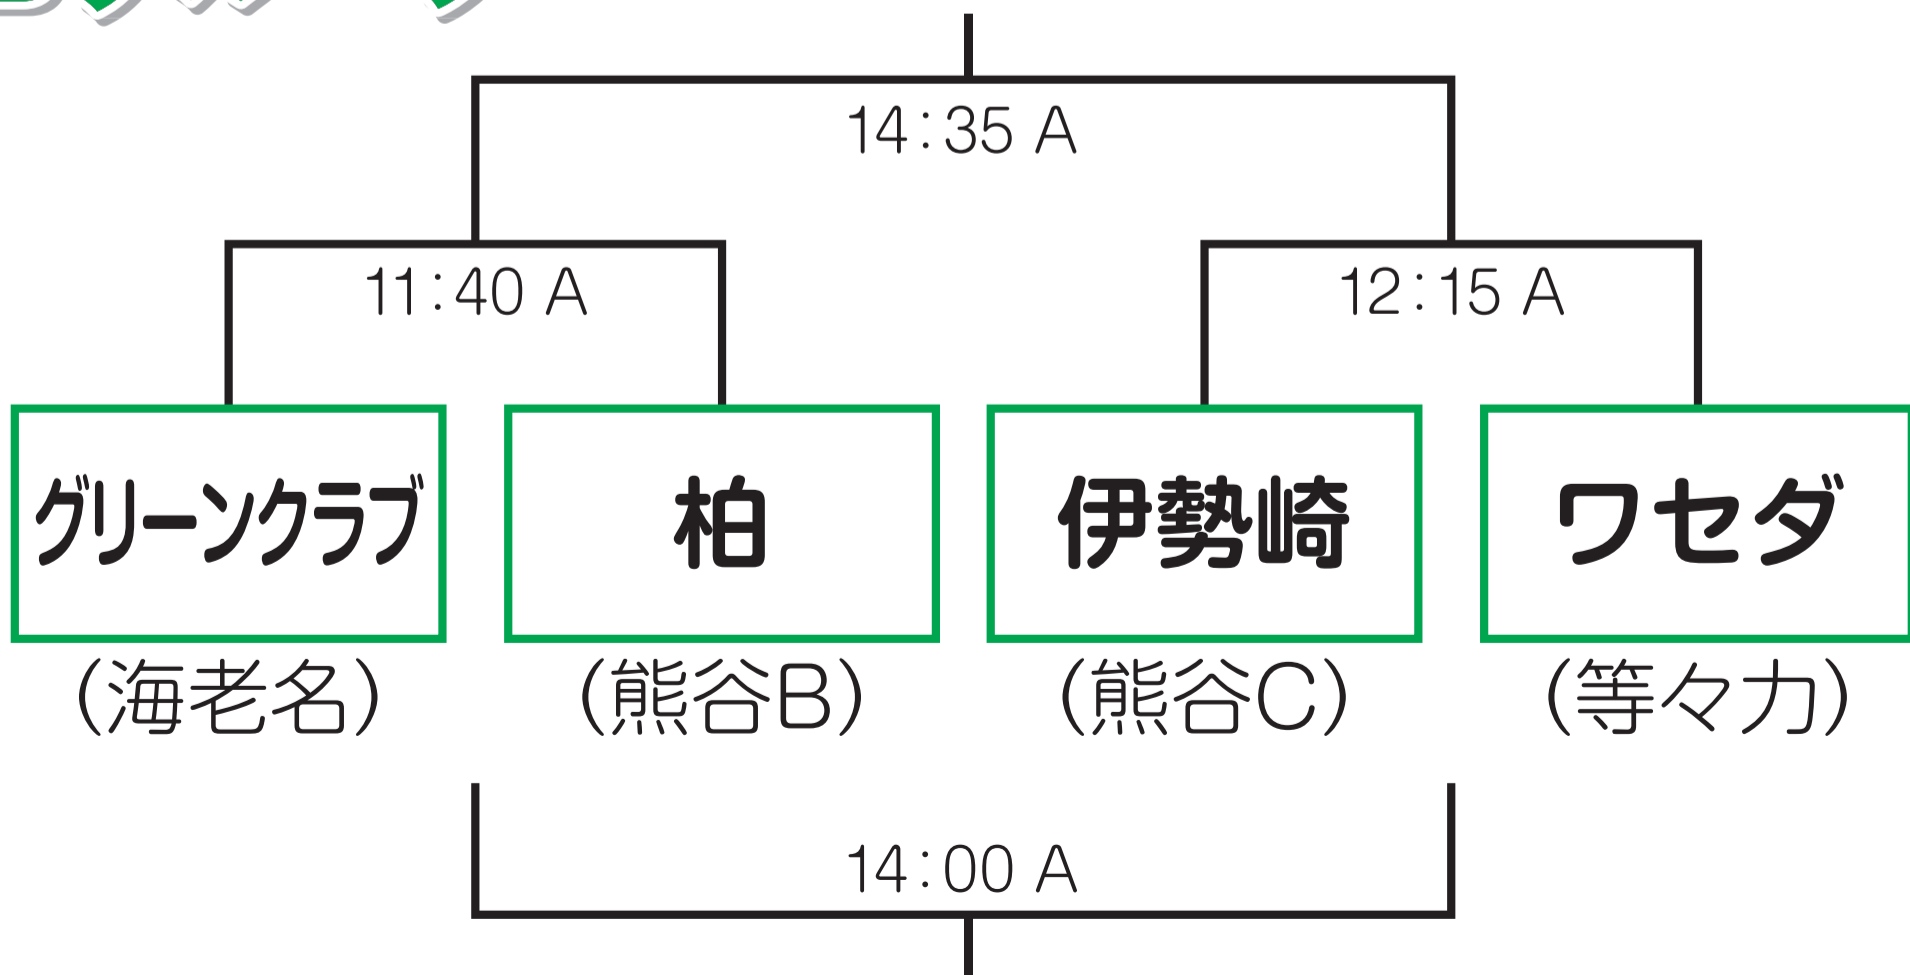 14:35 A
11:40 A
12:15 A
グリーンクラブ
柏
伊勢崎
ワセダ
(海老名)
(熊谷B)
(熊谷C)
(等々力)
14:00 A